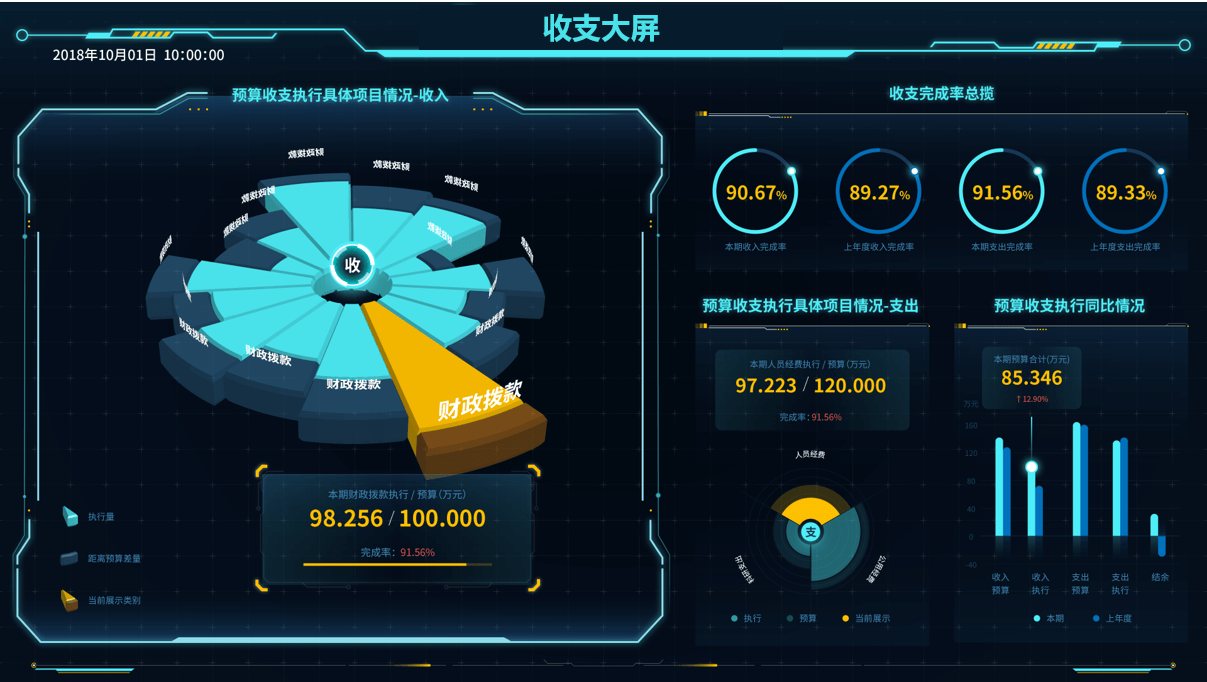 收支大屏
2018年10月01日 10:00:00
预算收支执行具体项目情况-收入
财政拨款
财政拨款
财政拨款
财政拨款
财政拨款
财政拨款
收
财政拨款
财政拨款
财政拨款
财政拨款
财政拨款
本期财政拨款执行 / 预算(万元)
98.256 / 100.000
完成率: 91.56%
执行量
距离预算差量
当前展示类别
收支完成率总揽
90.67%
89.27%
91.56%
89.33%
本期收入完成率
上年度收入完成率
本期支出完成率
上年度支出完成率
预算收支执行具体项目情况-支出
本期人员经费执行 / 预算(万元)
97.223 / 120.000
完成率: 91.56%
人员经费
支
科研支出
公用经费
执行
预算
当前展示
预算收支执行同比情况
本期预算合计(万元)
85.346
↑ 12.90%
万元
160
120
80
40
0
-40
收入 预算
收入 执行
支出 预算
支出 执行
结余
本期
上年度